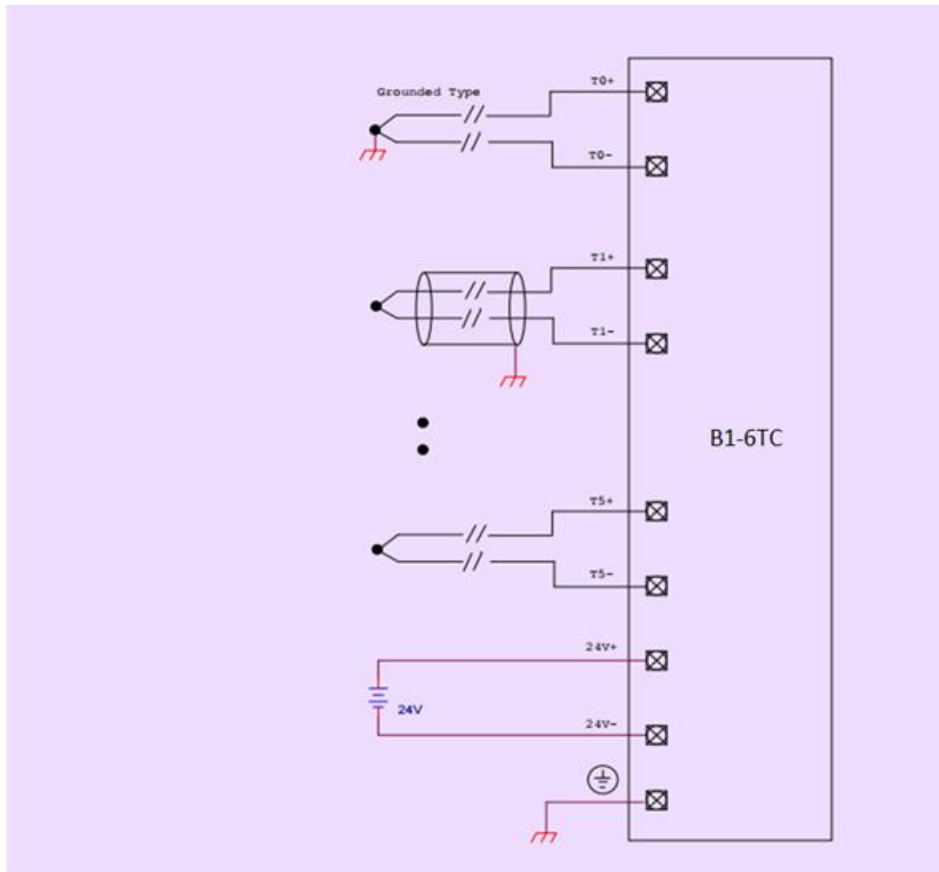 T0+
Grounded Type
T0-
T1+
T1-
B1-6TC
T5+
T5-
24V+
24V
24V-